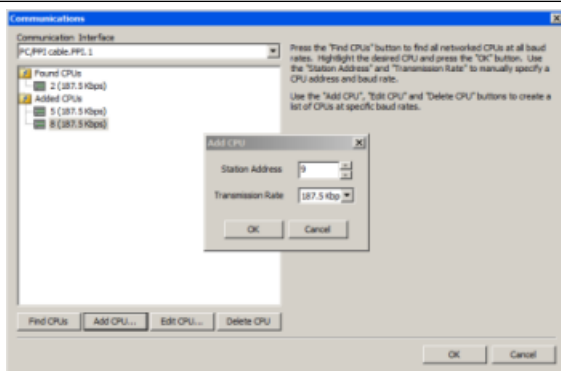 Communications
Communication Interface
PC/PPI cable.PPI.1
Found CPUs
2 (187.5 Kbps)
Added CPUs
5 (187.5 Kbps)
8 (187.5 Kbps)
Press the "Find CPUs" button to find all networked CPUs at all baud
rates. Highlight the desired CPU and press the "OK" button. Use
the "Station Address" and "Transmission Rate" to manually specify a
CPU address and baud rate.
Use the "Add CPU", "Edit CPU" and "Delete CPU" buttons to create a
list of CPUs at specific baud rates.
Add CPU
Station Address 9
Transmission Rate 187.5 Kbp
OK Cancel
Find CPUs Add CPU... Edit CPU... Delete CPU
OK Cancel